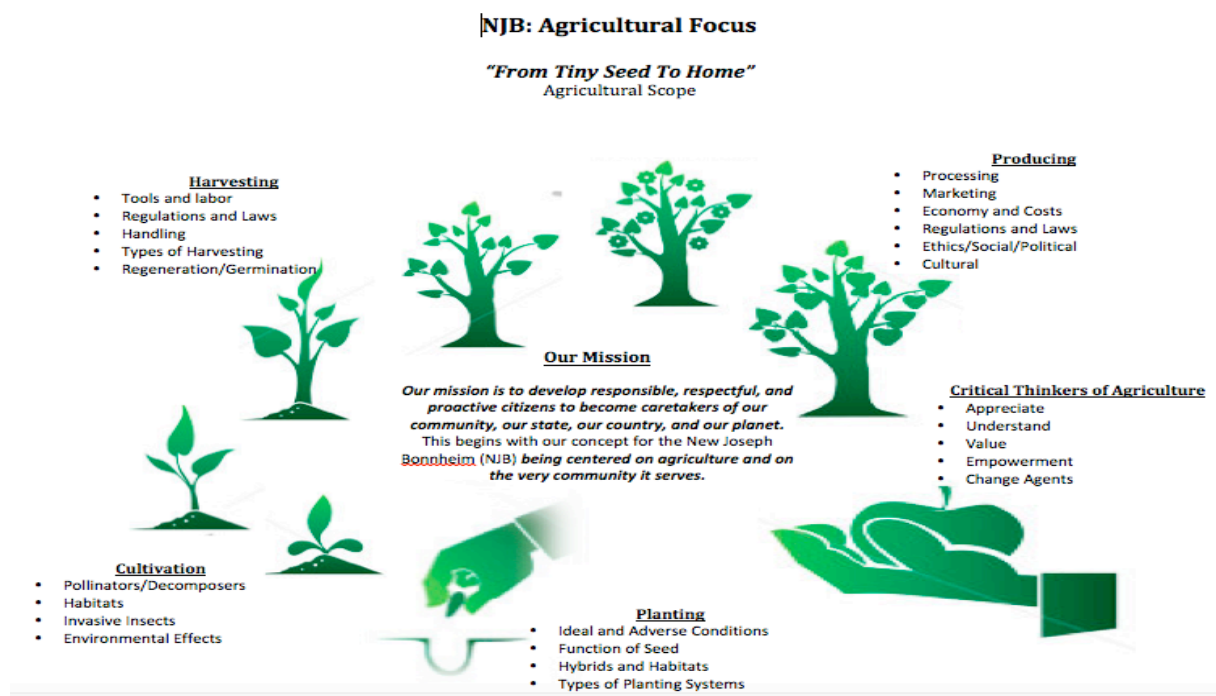 NJB: Agricultural Focus
“From Tiny Seed To Home”
Agricultural Scope
Harvesting
• Tools and labor
• Regulations and Laws
• Handling
• Types of Harvesting
• Regeneration/Germination
Producing
• Processing
• Marketing
• Economy and Costs
• Regulations and Laws
• Ethics/Social/Political
• Cultural
Our Mission
Our mission is to develop responsible, respectful, and
proactive citizens to become caretakers of our
community, our state, our country, and our planet.
This begins with our concept for the New Joseph
Bonnheim (NJB) being centered on agriculture and on
the very community it serves.
Critical Thinkers of Agriculture
• Appreciate
• Understand
• Value
• Empowerment
• Change Agents
Cultivation
• Pollinators/Decomposers
• Habitats
• Invasive Insects
• Environmental Effects
Planting
• Ideal and Adverse Conditions
• Function of Seed
• Hybrids and Habitats
• Types of Planting Systems